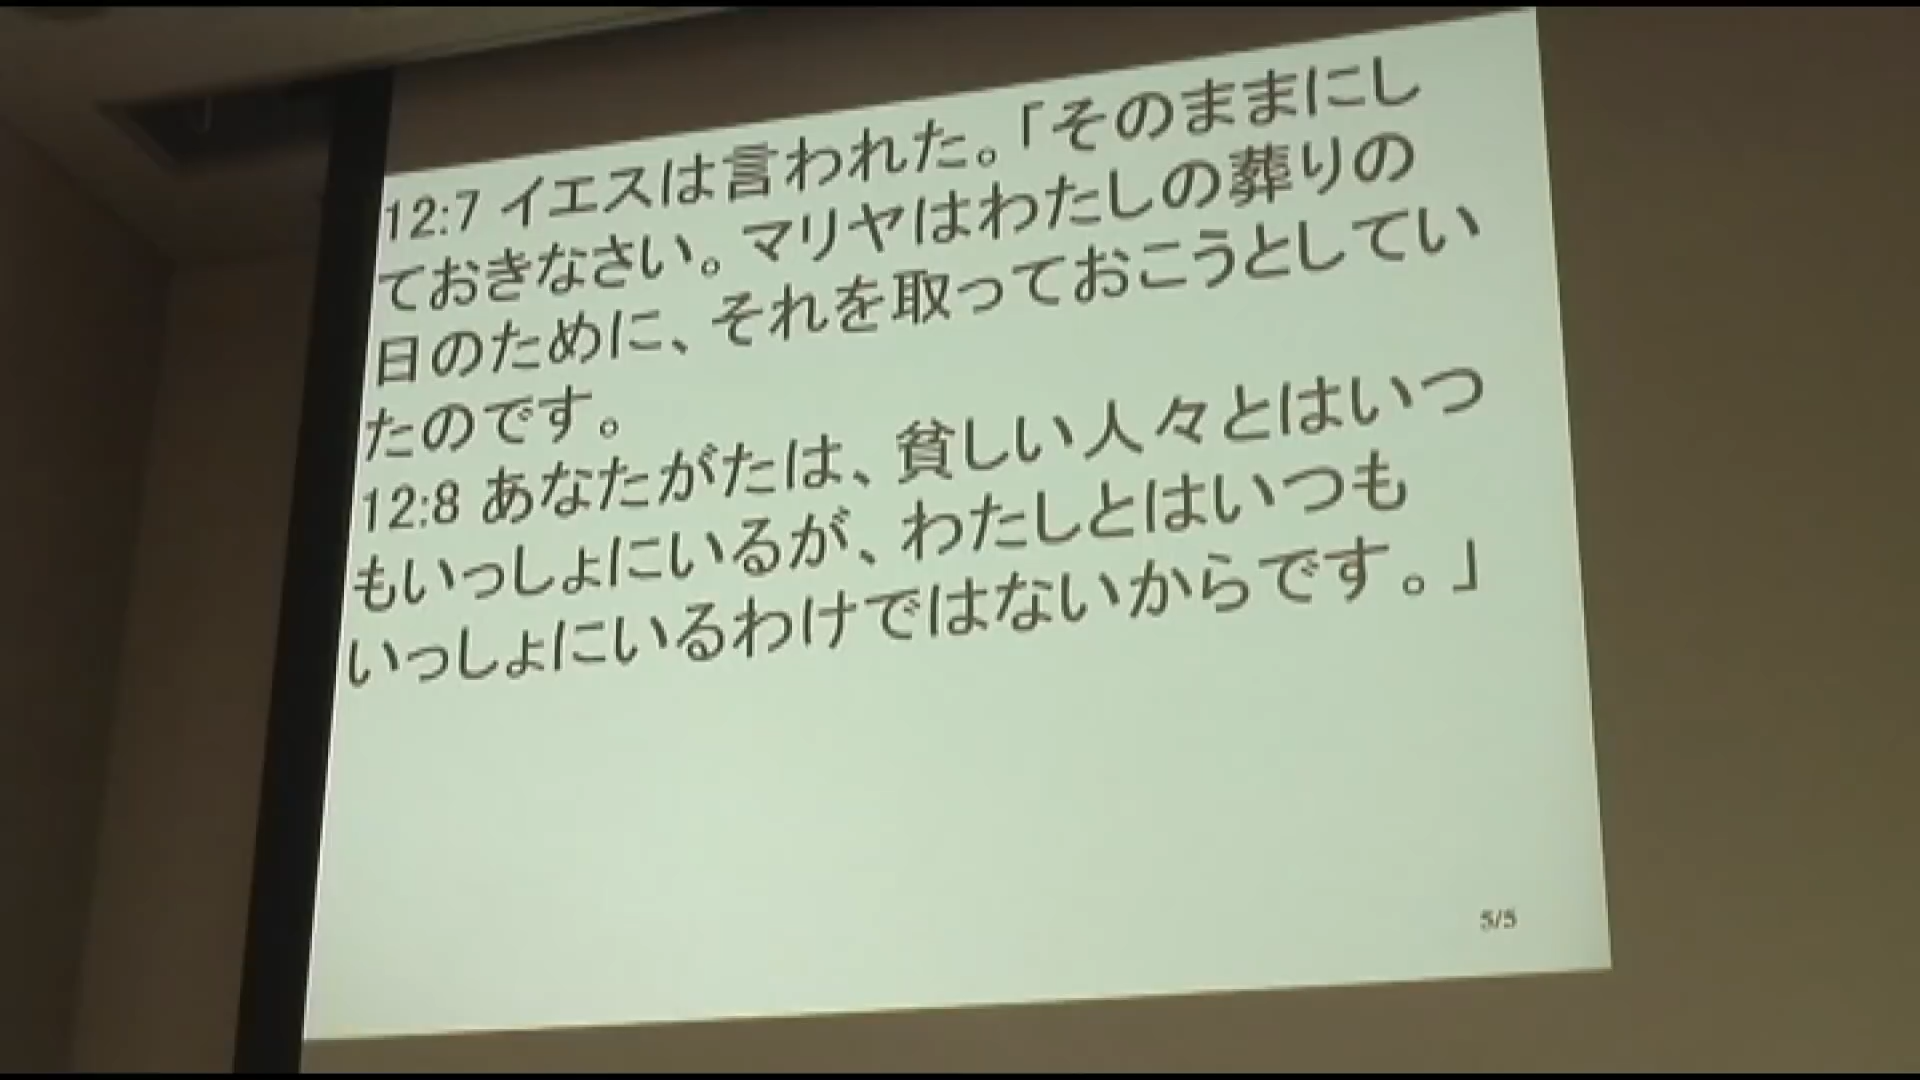 12:7 イエスは言われた。「そのままにし
ておきなさい。マリヤはわたしの葬りの
日のために、それを取っておこうとしてい
たのです。
12:8 あなたがたは、貧しい人々とはいつ
もいっしょにいるが、わたしとはいつも
いっしょにいるわけではないからです。」
5/5